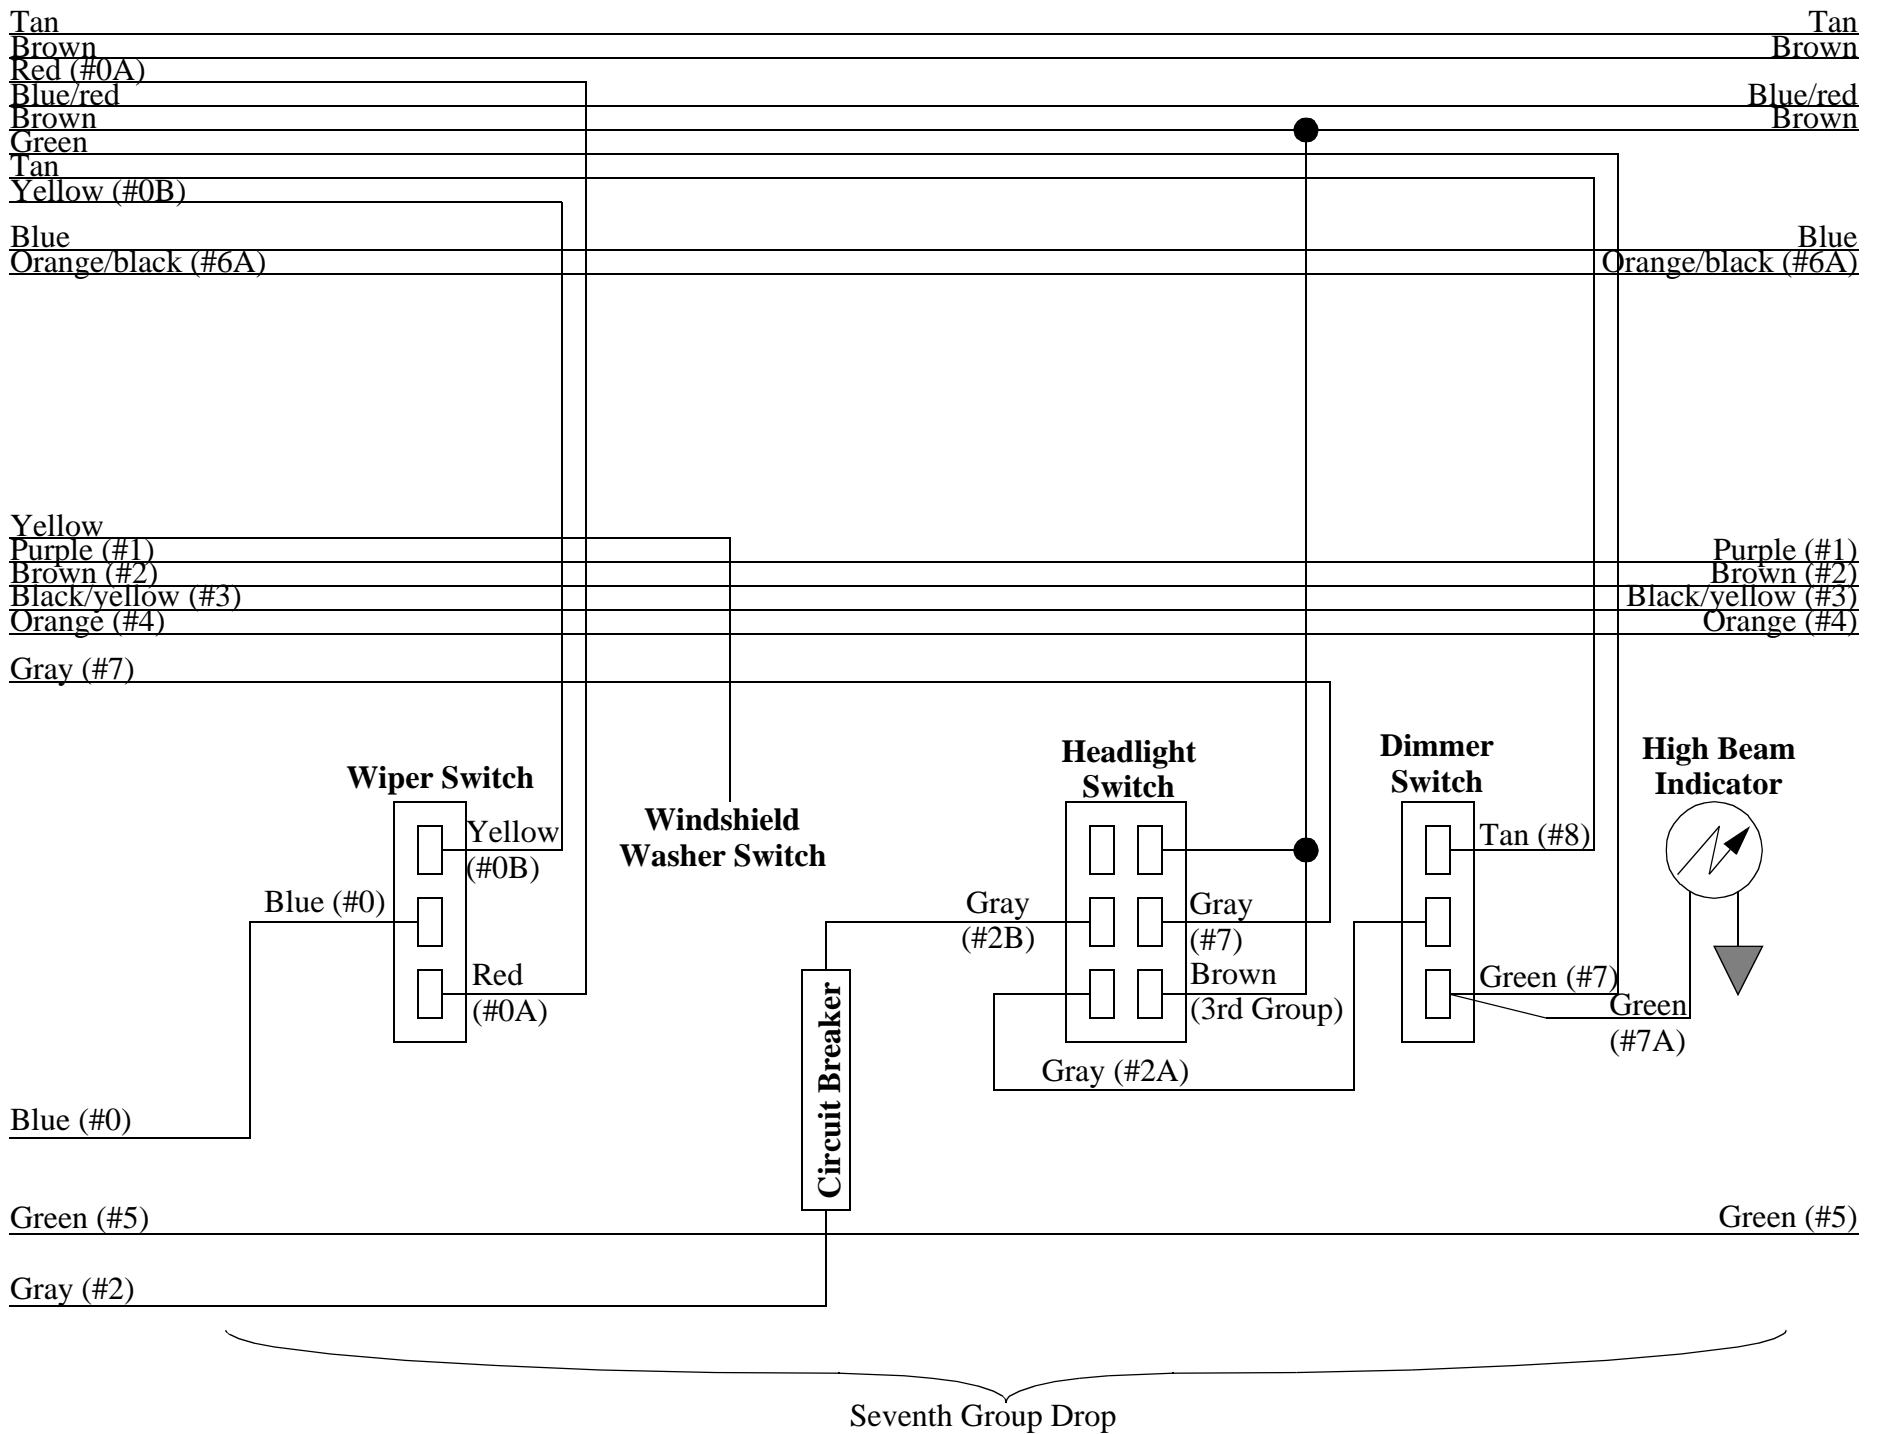 Tan Tan
Brown Brown
Red (#0A)
Blue/red Blue/red
Brown Brown
Green
Tan
Yellow (#0B)
Blue Blue
Orange/black (#6A) Orange/black (#6A)
Yellow
Purple (#1) Purple (#1)
Brown (#2) Brown (#2)
Black/yellow (#3) Black/yellow (#3)
Orange (#4) Orange (#4)
Gray (#7)
Wiper Switch
Yellow
(#0B)
Blue (#0)
Red
(#0A)
Windshield
Washer Switch
Headlight
Switch
Gray
(#2B)
Gray
(#7)
Brown
(3rd Group)
Gray (#2A)
Circuit Breaker
Dimmer
Switch
Tan (#8)
Green (#7)
Green
(#7A)
High Beam
Indicator
Blue (#0)
Green (#5) Green (#5)
Gray (#2)
Seventh Group Drop